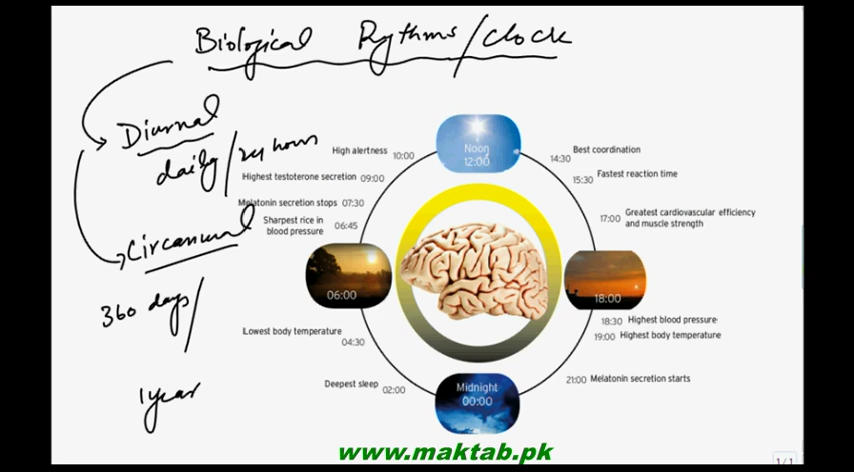 Biological Rythms/clock
Diurnal
daily/24 hours
Circannual
360 days/
1 year
Noon
12:00
High alertness 10:00
Highest testoterone secretion 09:00
Melatonin secretion stops 07:30
Sharpest rice in
blood pressure 06:45
06:00
Lowest body temperature
04:30
Deepest sleep 02:00
Midnight
00:00
14:30 Best coordination
15:30 Fastest reaction time
17:00 Greatest cardiovascular efficiency
and muscle strength
18:00
18:30 Highest blood pressure
19:00 Highest body temperature
21:00 Melatonin secretion starts
www.maktab.pk
1/1